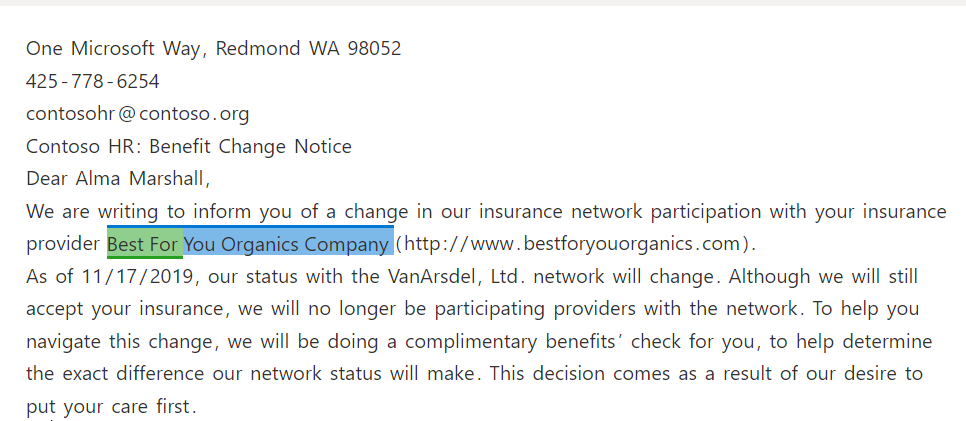 One Microsoft Way, Redmond WA 98052
425-778-6254
contosohr@contoso.org
Contoso HR: Benefit Change Notice
Dear Alma Marshall,
We are writing to inform you of a change in our insurance network participation with your insurance
provider Best For You Organics Company (http://www.bestforyouorganics.com).
As of 11/17/2019, our status with the VanArsdel, Ltd. network will change. Although we will still
accept your insurance, we will no longer be participating providers with the network. To help you
navigate this change, we will be doing a complimentary benefits’ check for you, to help determine
the exact difference our network status will make. This decision comes as a result of our desire to
put your care first.